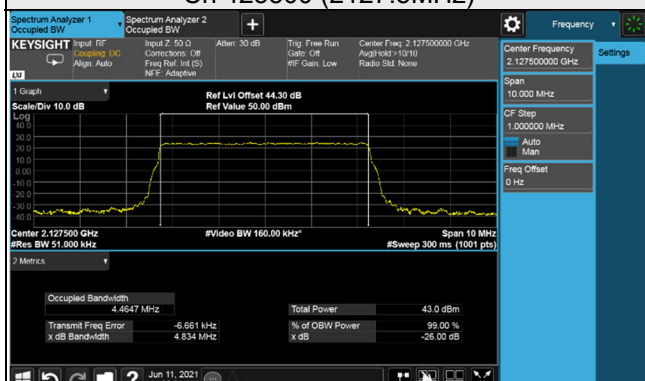 Ch 425500 (2127.5MHz)
Spectrum Analyzer 1
Occupied BW
Spectrum Analyzer 2
Occupied BW
Frequency
KEYSIGHT
Input: RF
Coupling: DC
Align: Auto
LXI
Input Z: 50 Ω
Corrections: Off
Freq Ref: Int (S)
NFE: Adaptive
Atten: 30 dB
Trig: Free Run
Gate: Off
#IF Gain: Low
Center Freq: 2.127500000 GHz
Avg|Hold:>10/10
Radio Std: None
Center Frequency
2.127500000 GHz
Settings
Span
10.000 MHz
CF Step
1.000000 MHz
Auto
Man
Freq Offset
0 Hz
1 Graph
Scale/Div 10.0 dB
Ref Lvl Offset 44.30 dB
Ref Value 50.00 dBm
Log
40.0
30.0
20.0
10.0
0.00
-10.0
-20.0
-30.0
-40.0
Center 2.127500 GHz
#Res BW 51.000 kHz
#Video BW 160.00 kHz*
Span 10 MHz
#Sweep 300 ms (1001 pts)
2 Metrics
Occupied Bandwidth
4.4647 MHz
Total Power 43.0 dBm
Transmit Freq Error -6.661 kHz
% of OBW Power 99.00 %
x dB Bandwidth 4.834 MHz
x dB -26.00 dB
?
Jun 11, 2021